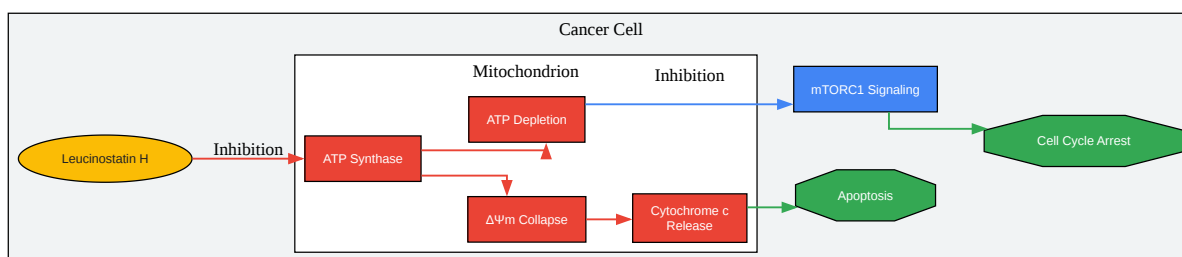 Cancer Cell
Mitochondrion
Inhibition
mTORC1 Signaling
ATP Depletion
Cell Cycle Arrest
Inhibition
Leucinostatin H
ATP Synthase
Apoptosis
ΔΨm Collapse
Cytochrome c
Release